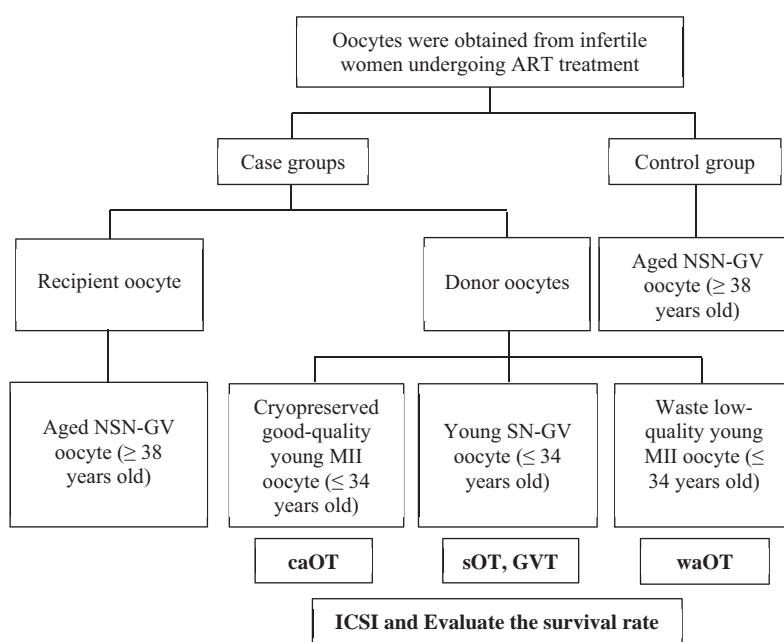 Oocytes were obtained from infertile
women undergoing ART treatment
Case groups
Control group
Recipient oocyte
Donor oocytes
Aged NSN-GV
oocyte (≥ 38
years old)
Aged NSN-GV
oocyte (≥ 38
years old)
Cryopreserved
good-quality
young MII
oocyte (≤ 34
years old)
Young SN-GV
oocyte (≤ 34
years old)
Waste low-
quality young
MII oocyte (≤
34 years old)
caOT
sOT, GVT
waOT
ICSI and Evaluate the survival rate